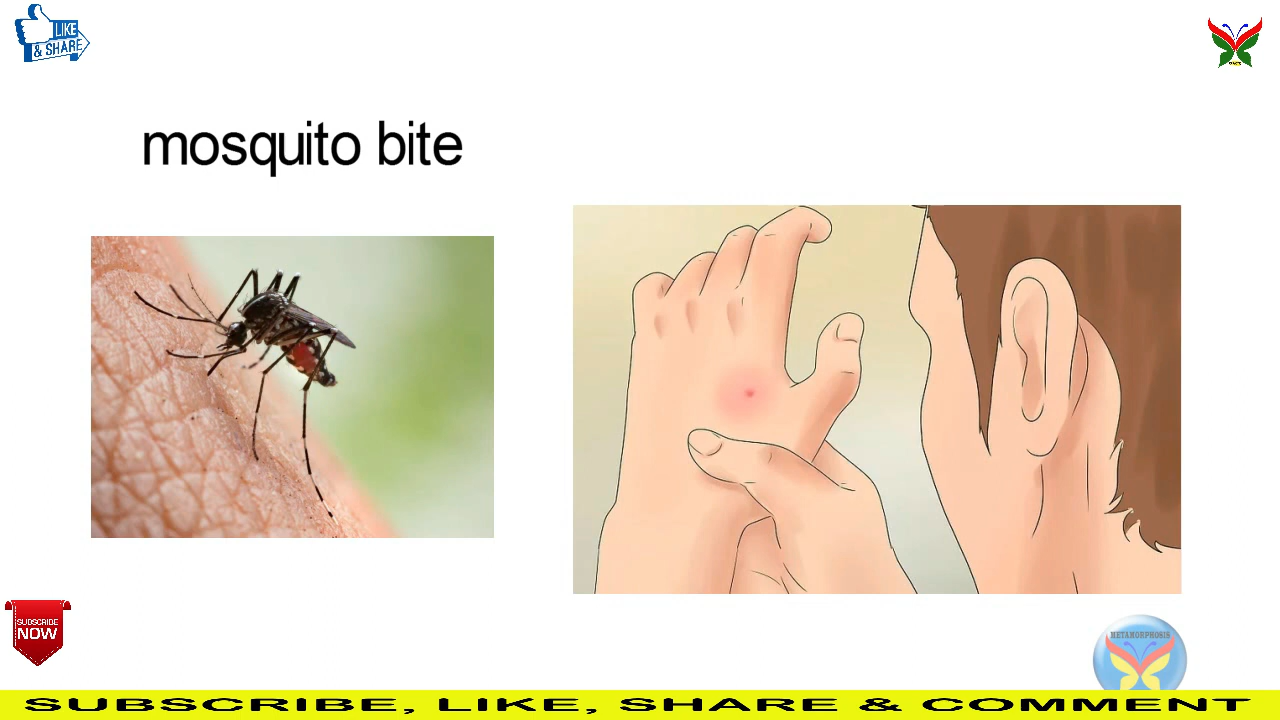 LIKE
& SHARE
mosquito bite
SUBSCRIBE
NOW
METAMORPHOSIS
SUBSCRIBE, LIKE, SHARE & COMMENT